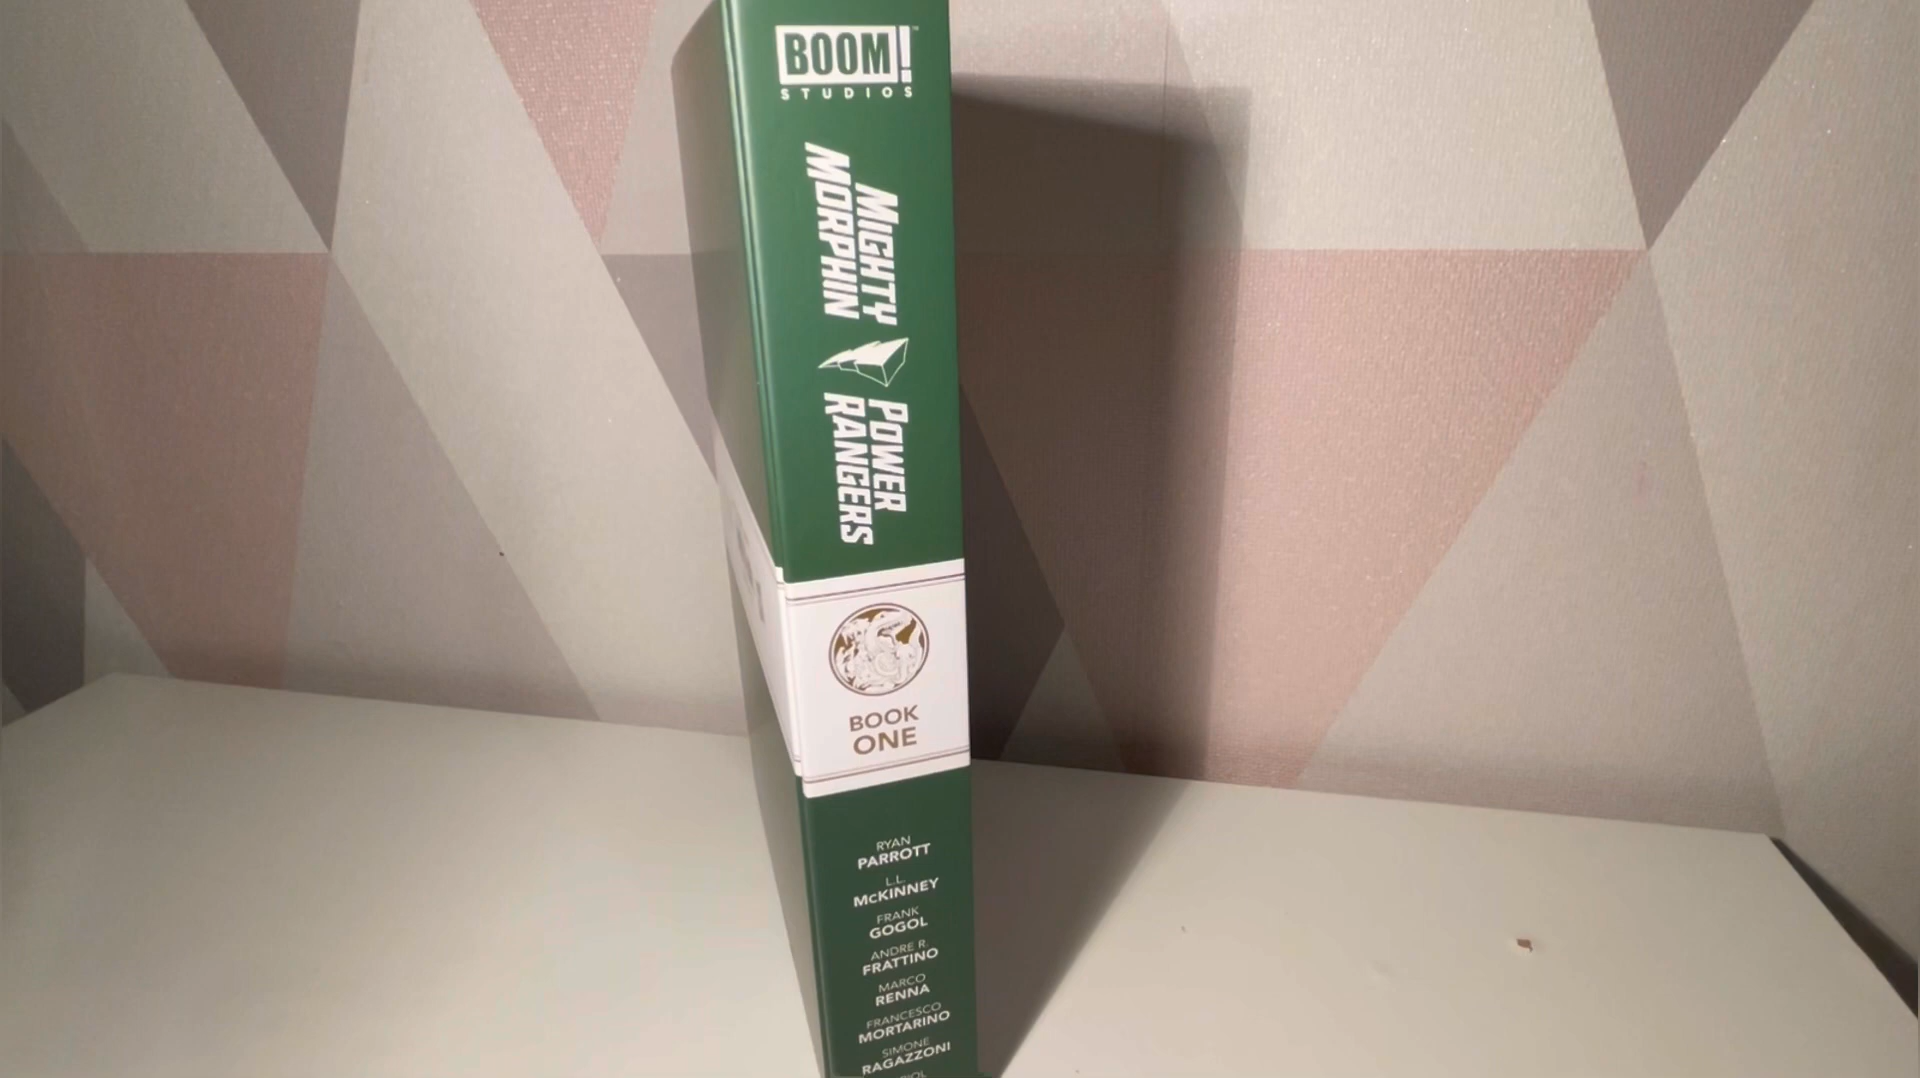 BOOM!™
STUDIOS
MIGHTY
MORPHIN
POWER
RANGERS
BOOK
ONE
RYAN
PARROTT
L.L.
McKINNEY
FRANK
GOGOL
ANDRE R.
FRATTINO
MARCO
RENNA
FRANCESCO
MORTARINO
SIMONE
RAGAZZONI